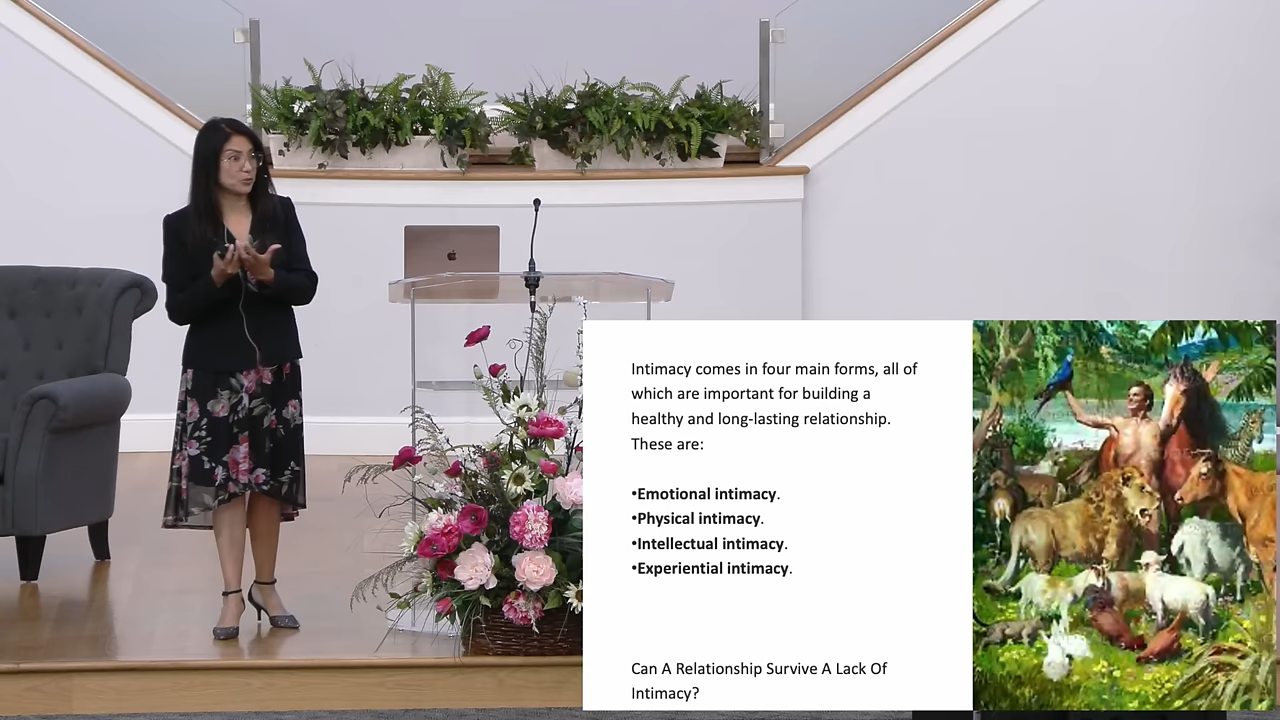 Intimacy comes in four main forms, all of
which are important for building a
healthy and long-lasting relationship.
These are:
•Emotional intimacy.
•Physical intimacy.
•Intellectual intimacy.
•Experiential intimacy.
Can A Relationship Survive A Lack Of
Intimacy?